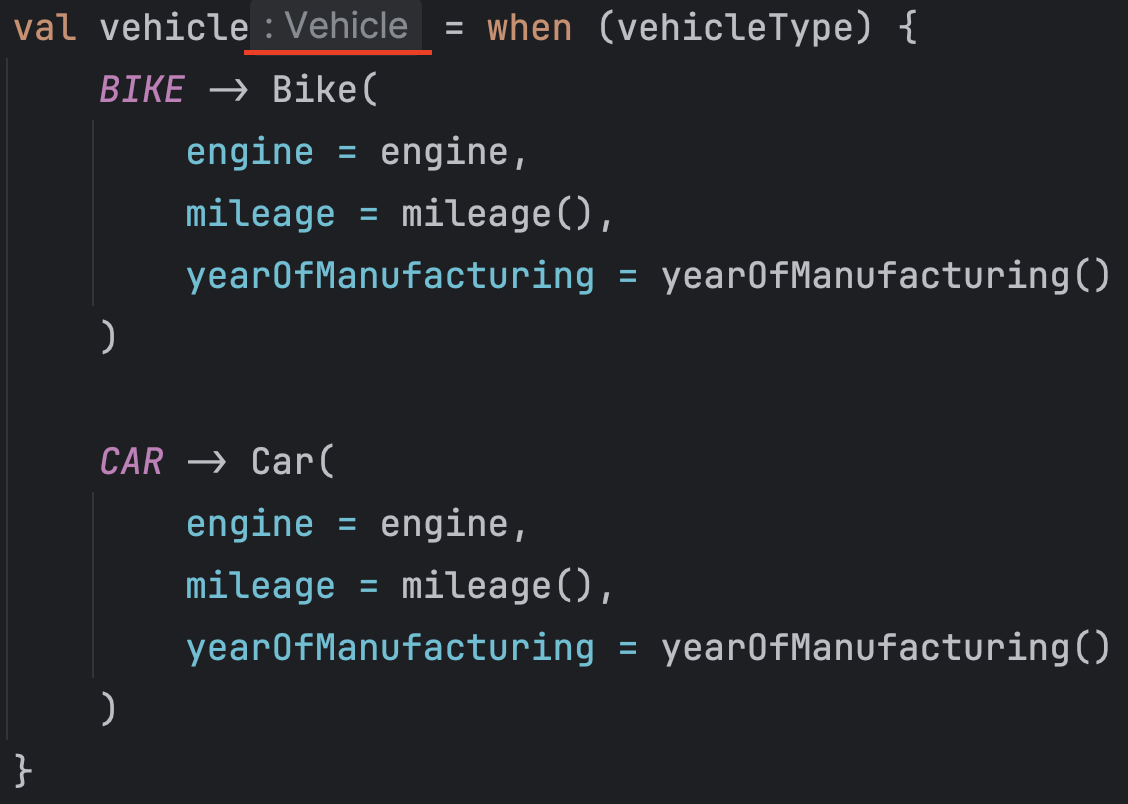 val vehicle : Vehicle = when (vehicleType) {
    BIKE -> Bike(
        engine = engine,
        mileage = mileage(),
        yearOfManufacturing = yearOfManufacturing()
    )

    CAR -> Car(
        engine = engine,
        mileage = mileage(),
        yearOfManufacturing = yearOfManufacturing()
    )
}